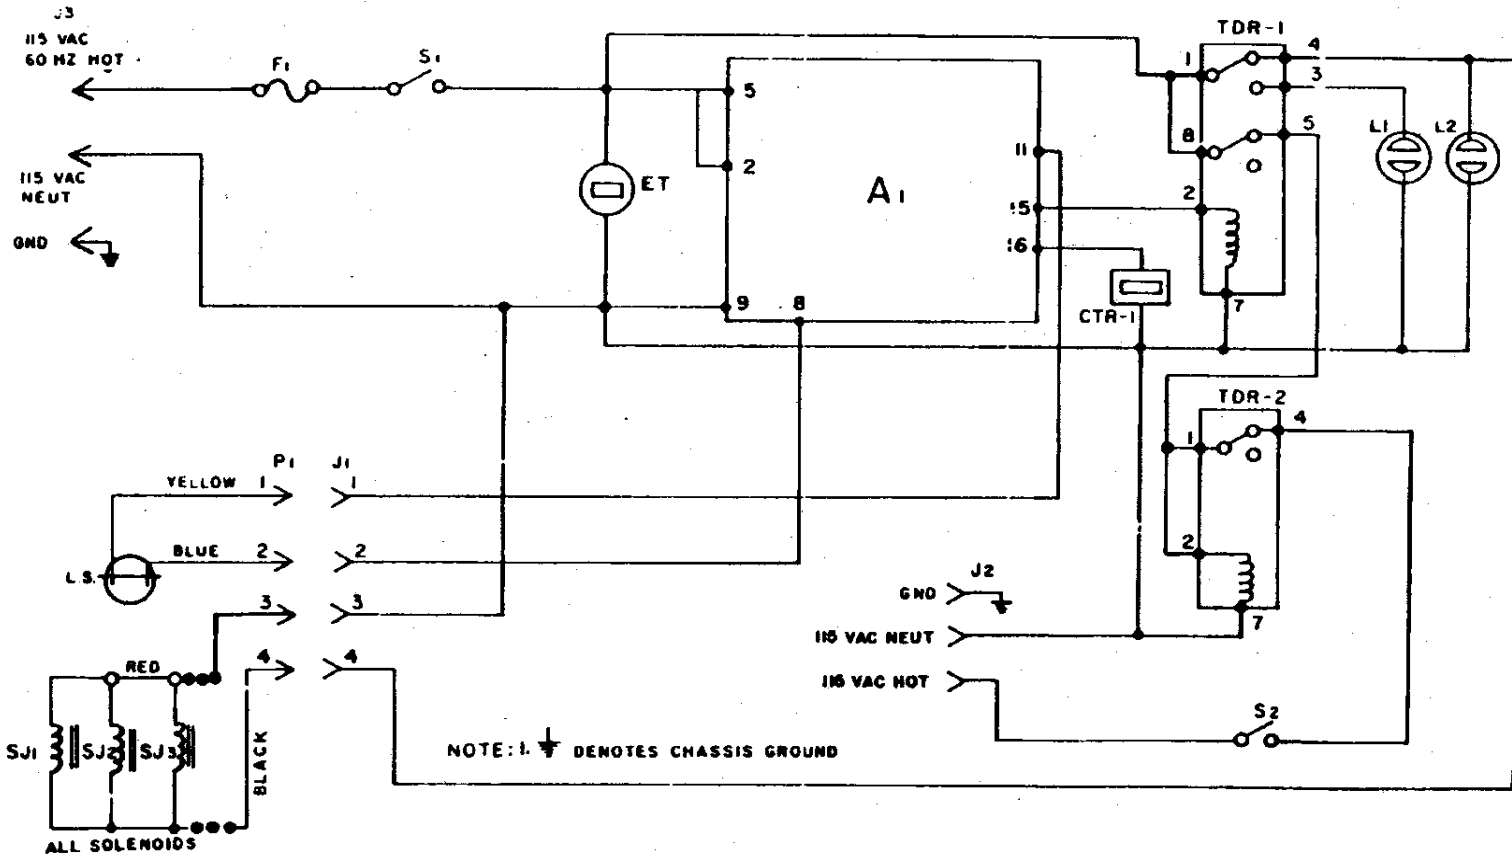 J3
115 VAC
60 HZ HOT
F1
S1
115 VAC
NEUT
GND
ET
5
2
9
8
11
15
16
A1
CTR-1
TDR-1
1
8
2
4
3
5
7
L1
L2
TDR-2
1
2
4
7
P1
J1
YELLOW 1
1
BLUE 2
2
L.S.
3
3
4
4
RED
BLACK
SJ1
SJ2
SJ3
ALL SOLENOIDS
J2
GND
115 VAC NEUT
115 VAC HOT
S2
NOTE: 1. DENOTES CHASSIS GROUND